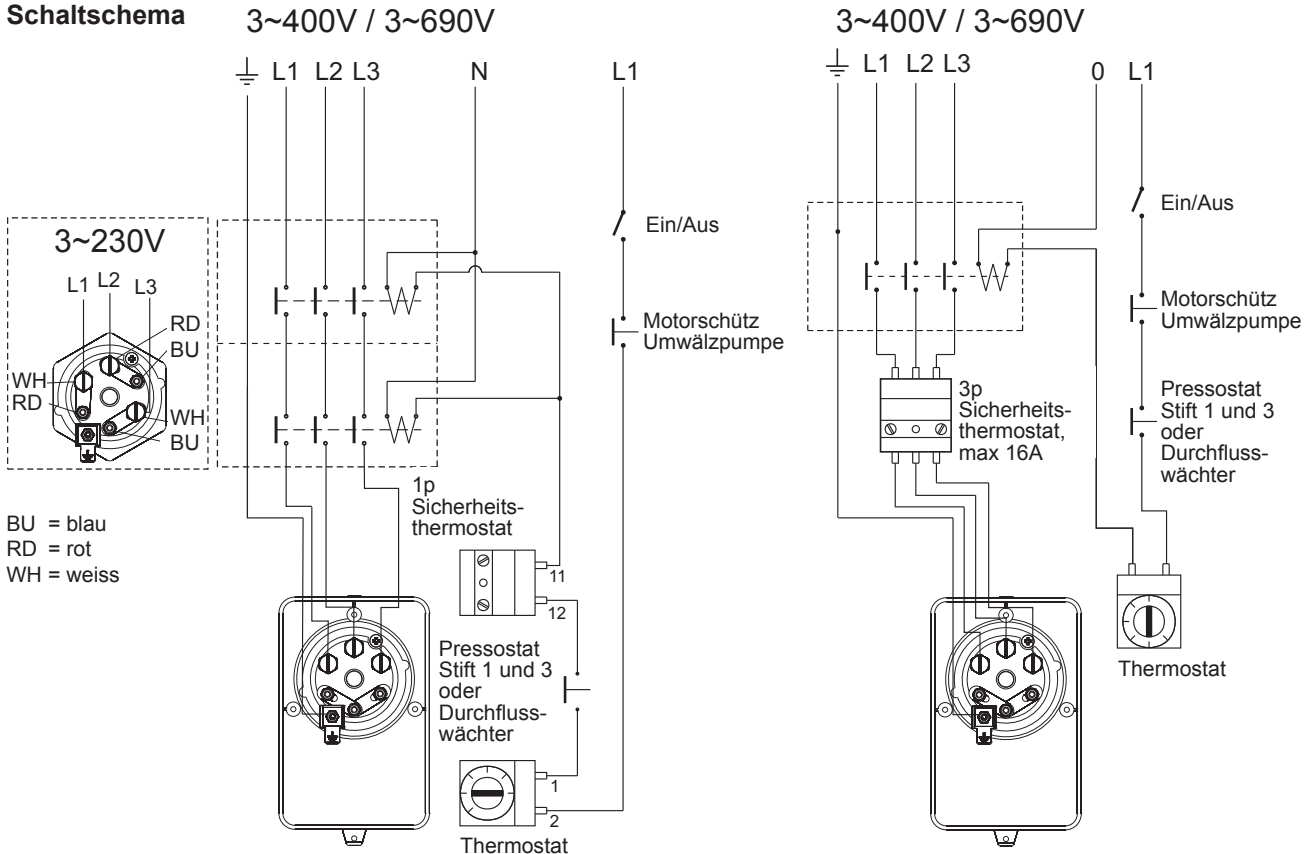 Schaltschema
3~400V / 3~690V
L1 L2 L3 N L1
Ein/Aus
Motorschütz
Umwälzpumpe
3~230V
L1 L2 L3
RD
BU
WH
RD
WH
BU
BU = blau
RD = rot
WH = weiss
1p
Sicherheits-
thermostat
11
12
Pressostat
Stift 1 und 3
oder
Durchfluss-
wächter
1
2
Thermostat
3~400V / 3~690V
L1 L2 L3 0 L1
Ein/Aus
Motorschütz
Umwälzpumpe
3p
Sicherheits-
thermostat,
max 16A
Pressostat
Stift 1 und 3
oder
Durchfluss-
wächter
Thermostat